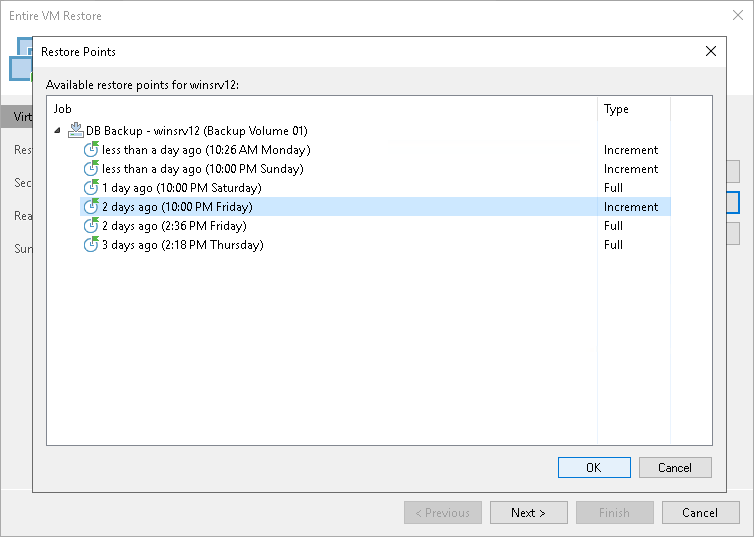 Entire VM Restore
Restore Points
Available restore points for winsrv12:
Job Type
DB Backup - winsrv12 (Backup Volume 01)
less than a day ago (10:26 AM Monday) Increment
less than a day ago (10:00 PM Sunday) Increment
1 day ago (10:00 PM Saturday) Full
2 days ago (10:00 PM Friday) Increment
2 days ago (2:36 PM Friday) Full
3 days ago (2:18 PM Thursday) Full
Virt
Res
Sec
Rea
Sun
OK Cancel
< Previous Next > Finish Cancel